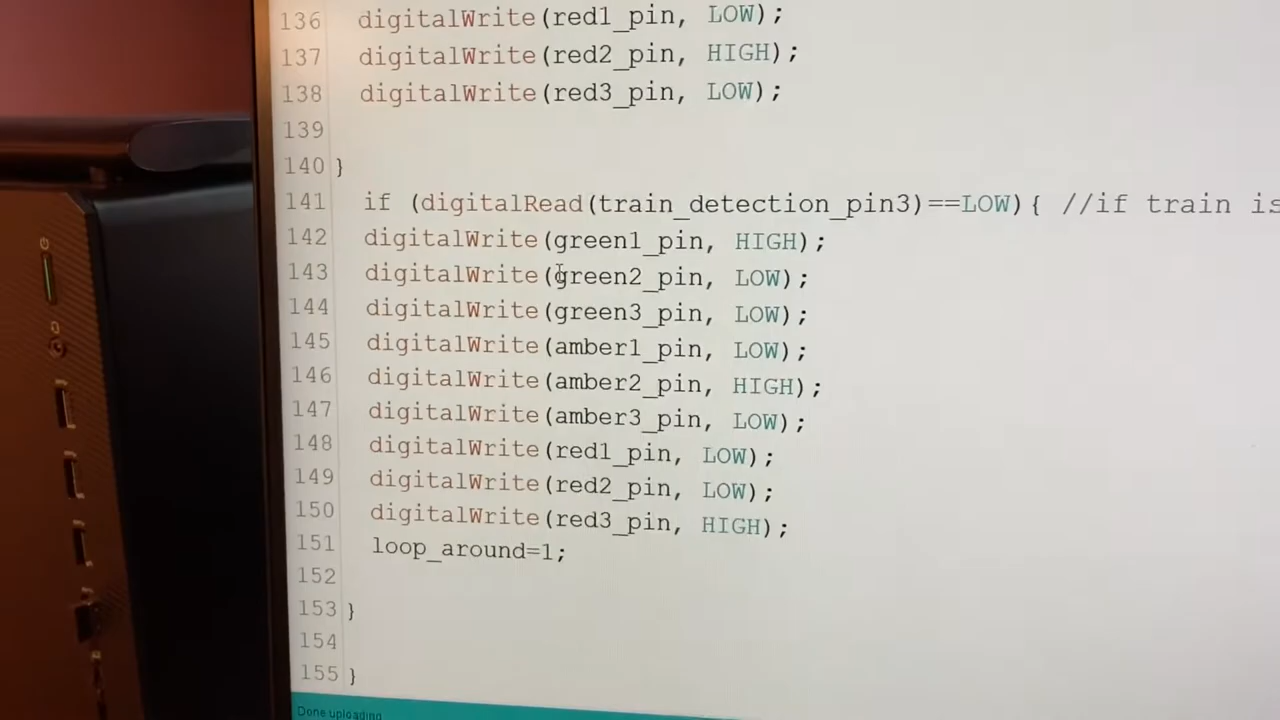 136 digitalWrite(red1_pin, LOW);
137 digitalWrite(red2_pin, HIGH);
138 digitalWrite(red3_pin, LOW);
139
140 }
141 if (digitalRead(train_detection_pin3)==LOW){ //if train is
142 digitalWrite(green1_pin, HIGH);
143 digitalWrite(green2_pin, LOW);
144 digitalWrite(green3_pin, LOW);
145 digitalWrite(amber1_pin, LOW);
146 digitalWrite(amber2_pin, HIGH);
147 digitalWrite(amber3_pin, LOW);
148 digitalWrite(red1_pin, LOW);
149 digitalWrite(red2_pin, LOW);
150 digitalWrite(red3_pin, HIGH);
151 loop_around=1;
152
153 }
154
155 }
Done uploading